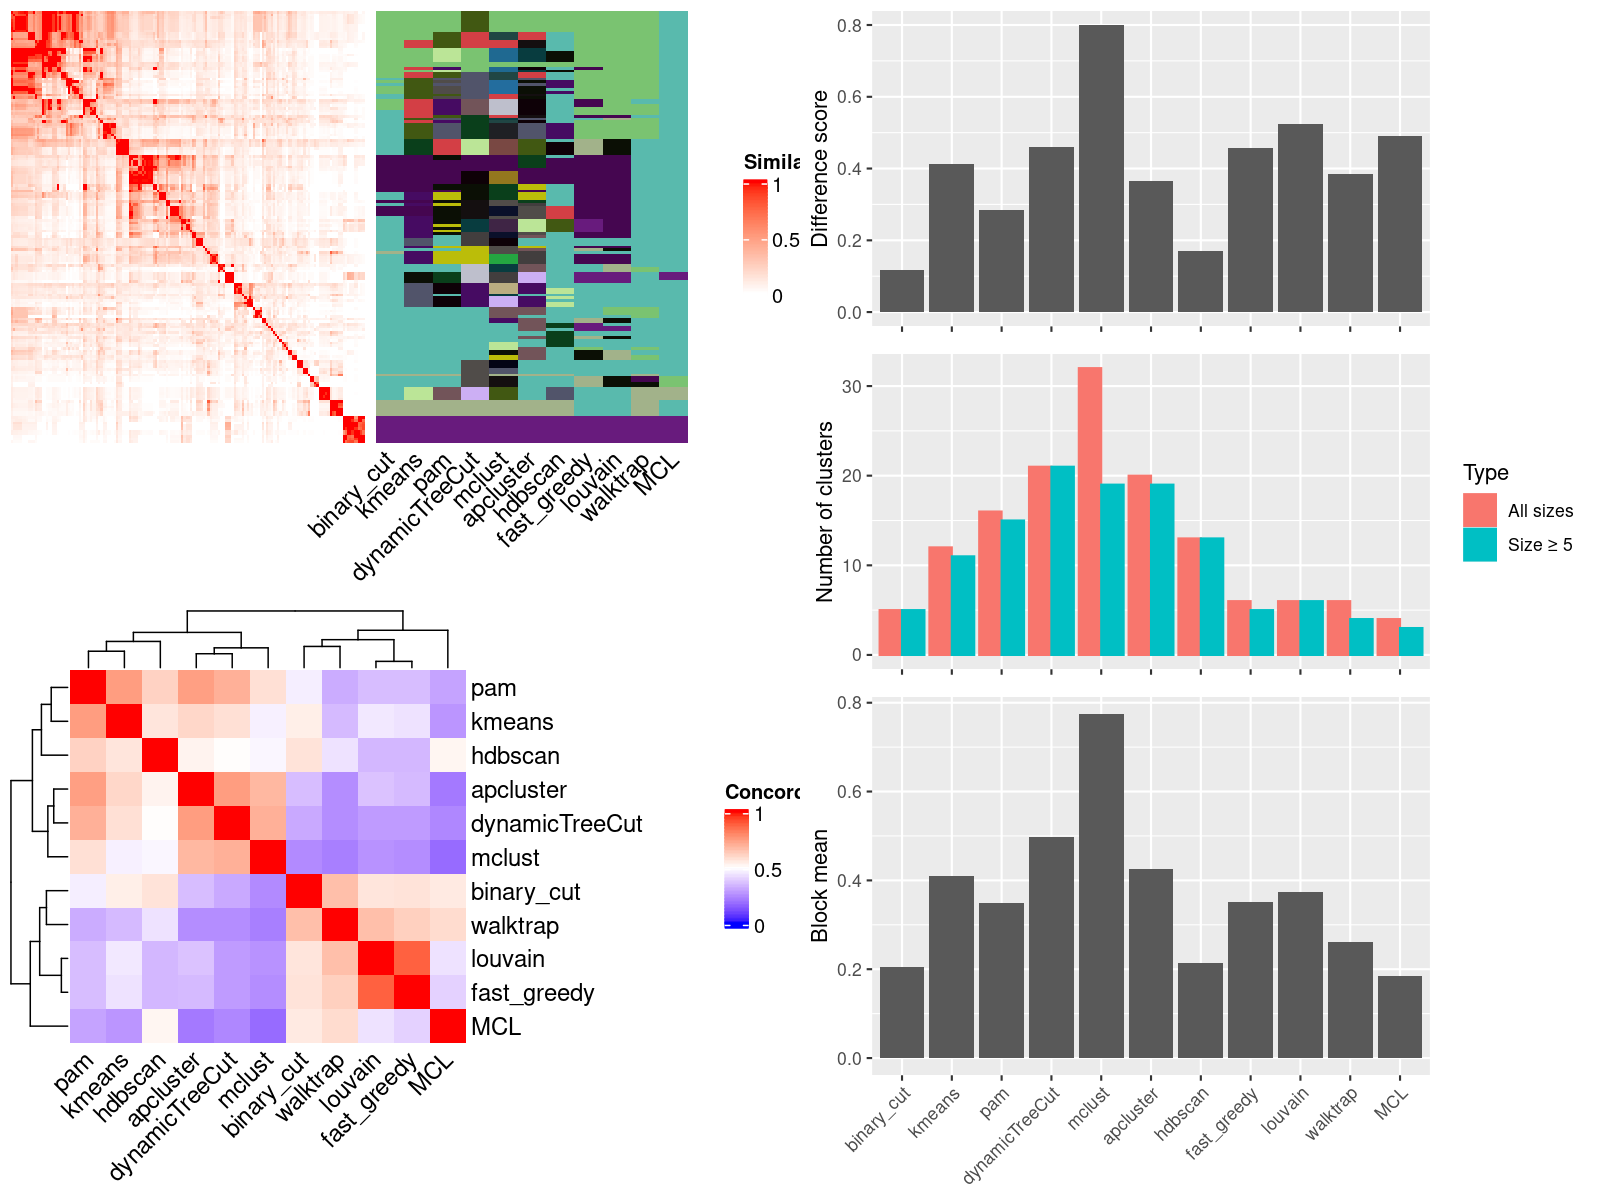 Simila
1
0.5
0
binary_cut
kmeans
pam
dynamicTreeCut
mclust
apcluster
hdbscan
fast_greedy
louvain
walktrap
MCL
pam
kmeans
hdbscan
apcluster
dynamicTreeCut
mclust
binary_cut
walktrap
louvain
fast_greedy
MCL
pam
kmeans
hdbscan
apcluster
dynamicTreeCut
mclust
binary_cut
walktrap
louvain
fast_greedy
MCL
Concord
1
0.5
0
Difference score
0.8
0.6
0.4
0.2
0.0
Number of clusters
30
20
10
0
Type
All sizes
Size ≥ 5
Block mean
0.8
0.6
0.4
0.2
0.0
binary_cut
kmeans
pam
dynamicTreeCut
mclust
apcluster
hdbscan
fast_greedy
louvain
walktrap
MCL